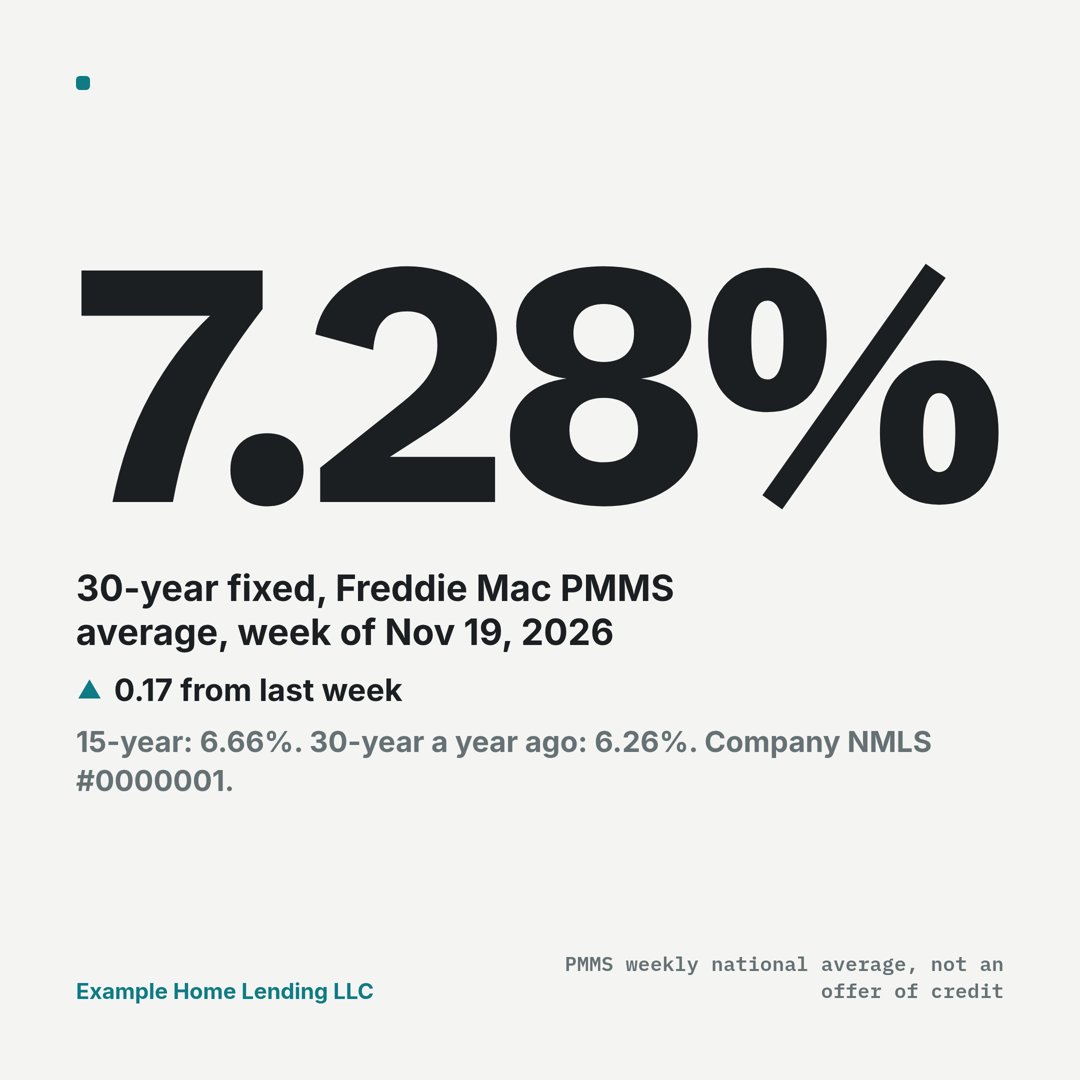 7.28%
30-year fixed, Freddie Mac PMMS
average, week of Nov 19, 2026
▲ 0.17 from last week
15-year: 6.66%. 30-year a year ago: 6.26%. Company NMLS
#0000001.
PMMS weekly national average, not an
offer of credit
Example Home Lending LLC